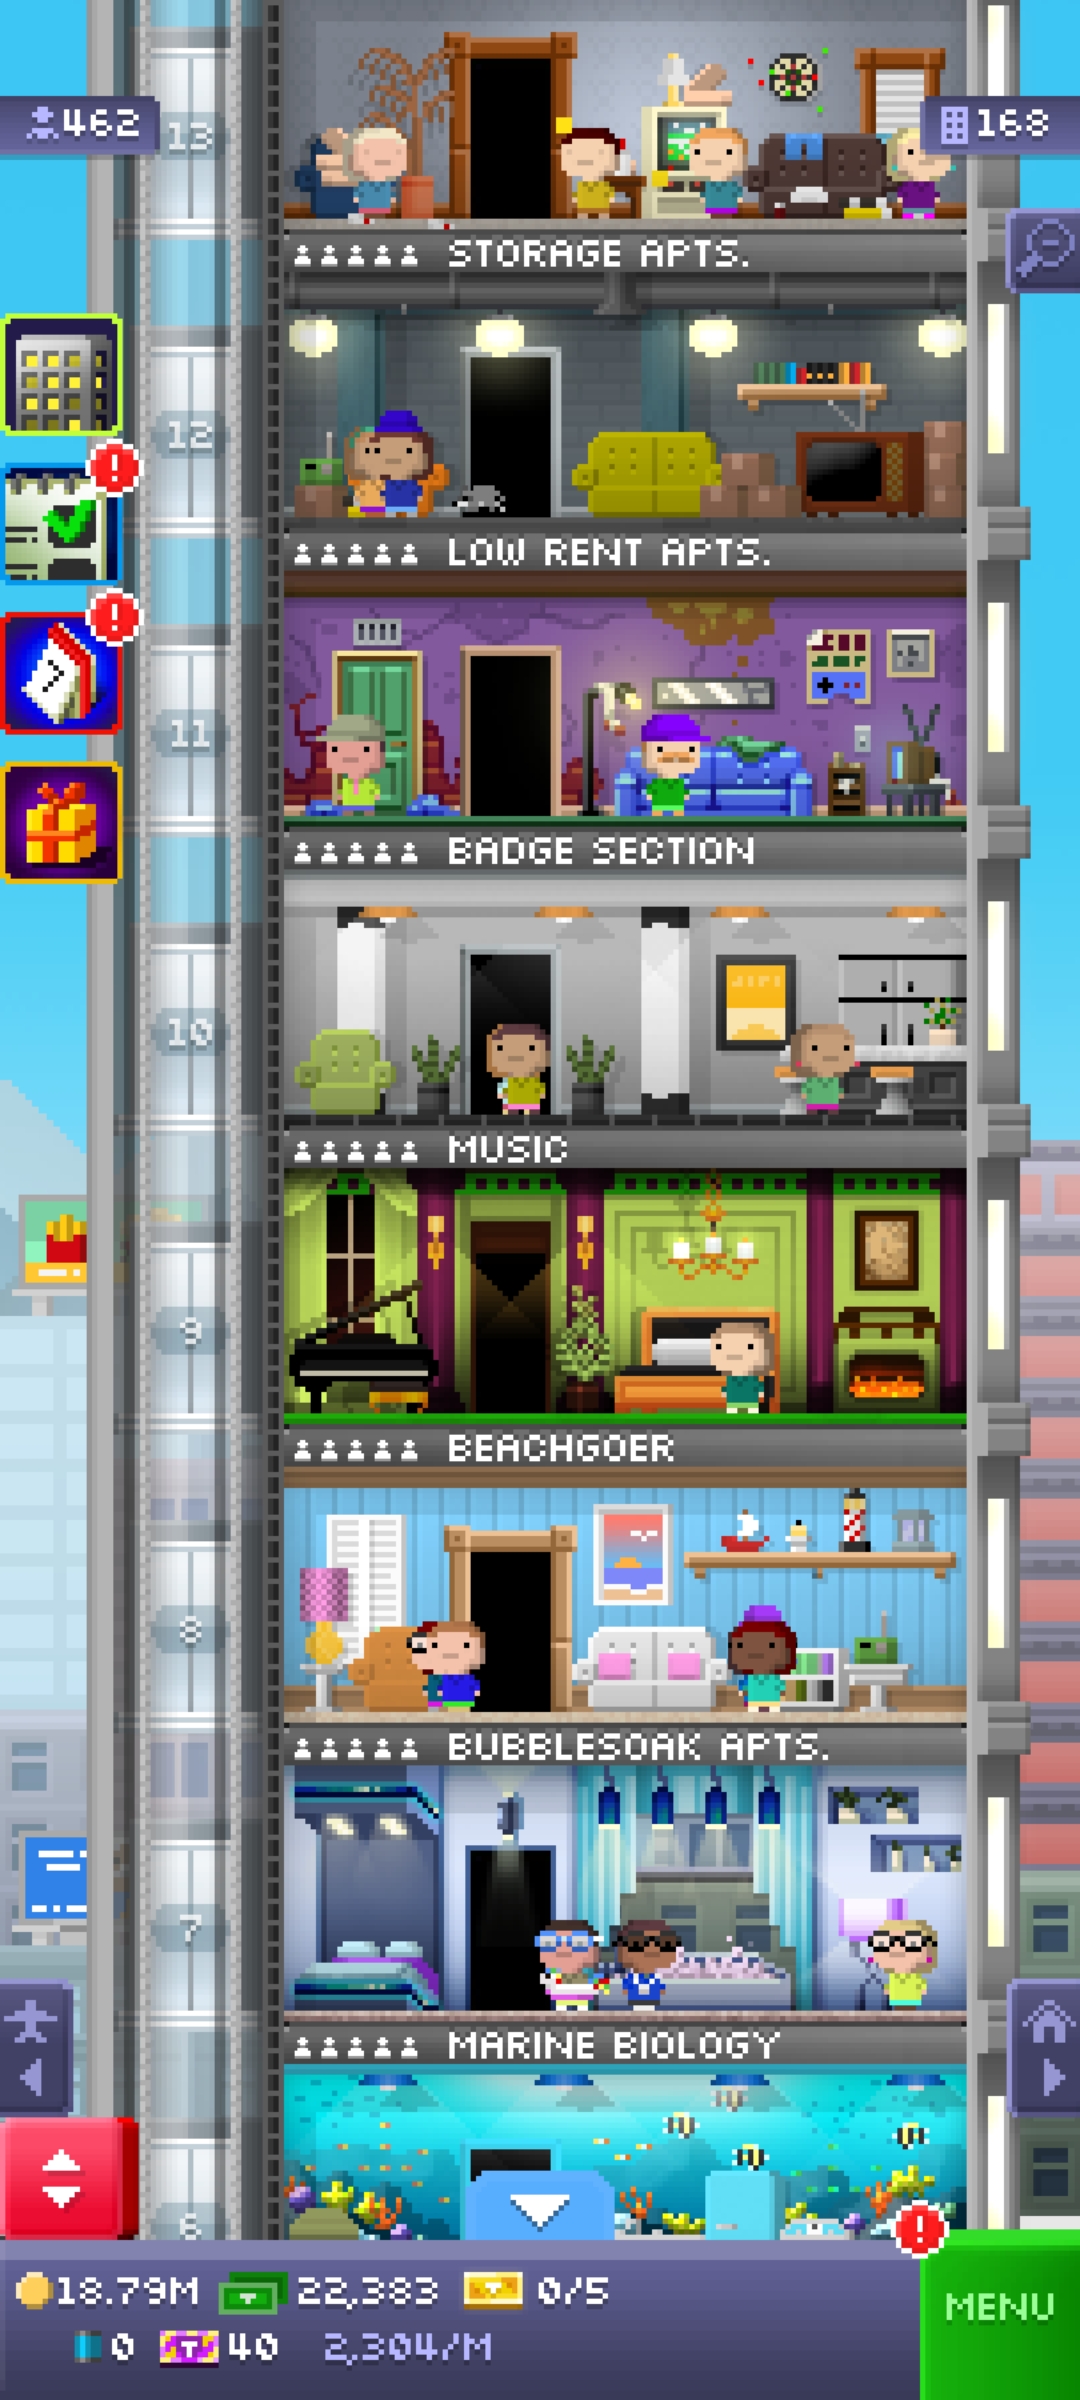 462
13
168
STORAGE APTS.
12
LOW RENT APTS.
11
BADGE SECTION
10
MUSIC
9
BEACHGOER
8
BUBBLESOAK APTS.
7
MARINE BIOLOGY
6
18.79M 22,383 0/5
0 T 40 2,304/M
MENU